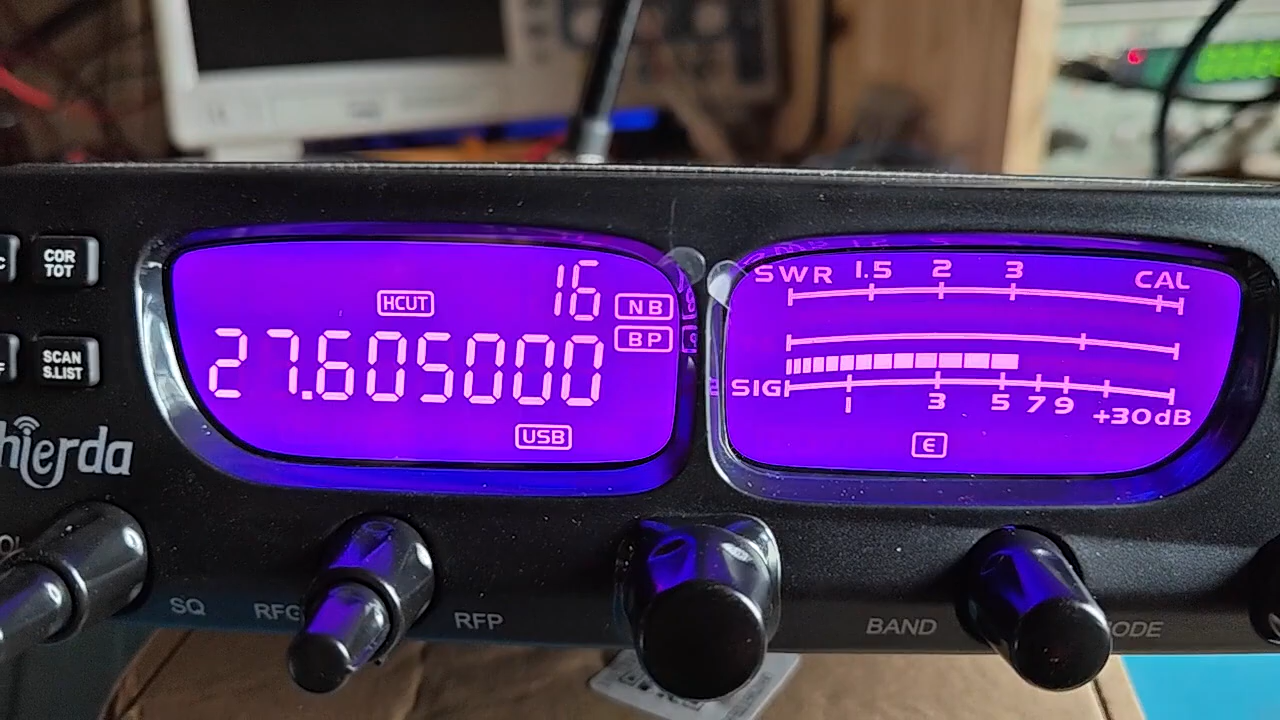 COR
TOT
SCAN
S.LIST
hierda
HCUT
16
NB
BP
27.605000
USB
SWR 1.5 2 3 CAL
SIG
1 3 5 7 9 +30dB
E
SQ
RFG
RFP
BAND